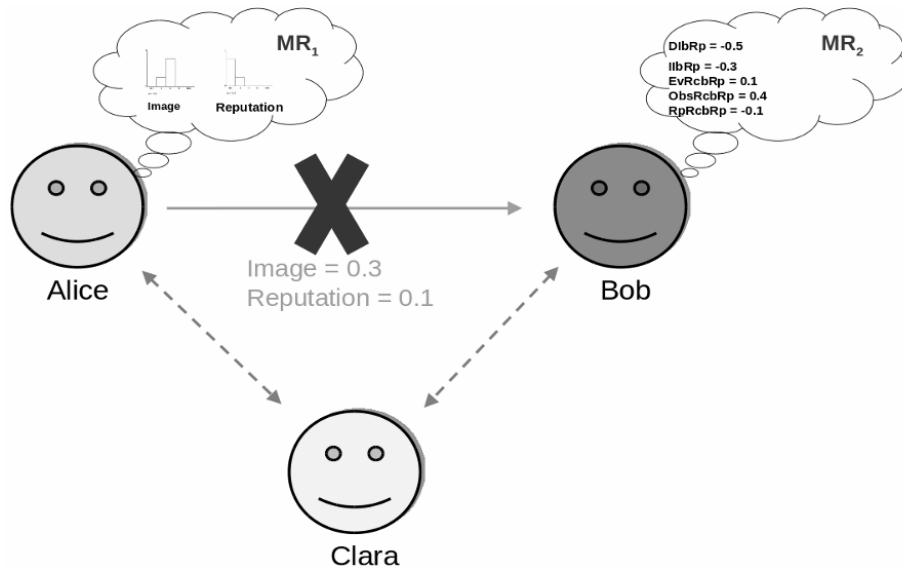 MR1
Image
Reputation
MR2
DIbRp = -0.5
IIbRp = -0.3
EvRcbRp = 0.1
ObsRcbRp = 0.4
RpRcbRp = -0.1
Image = 0.3
Reputation = 0.1
Alice
Bob
Clara